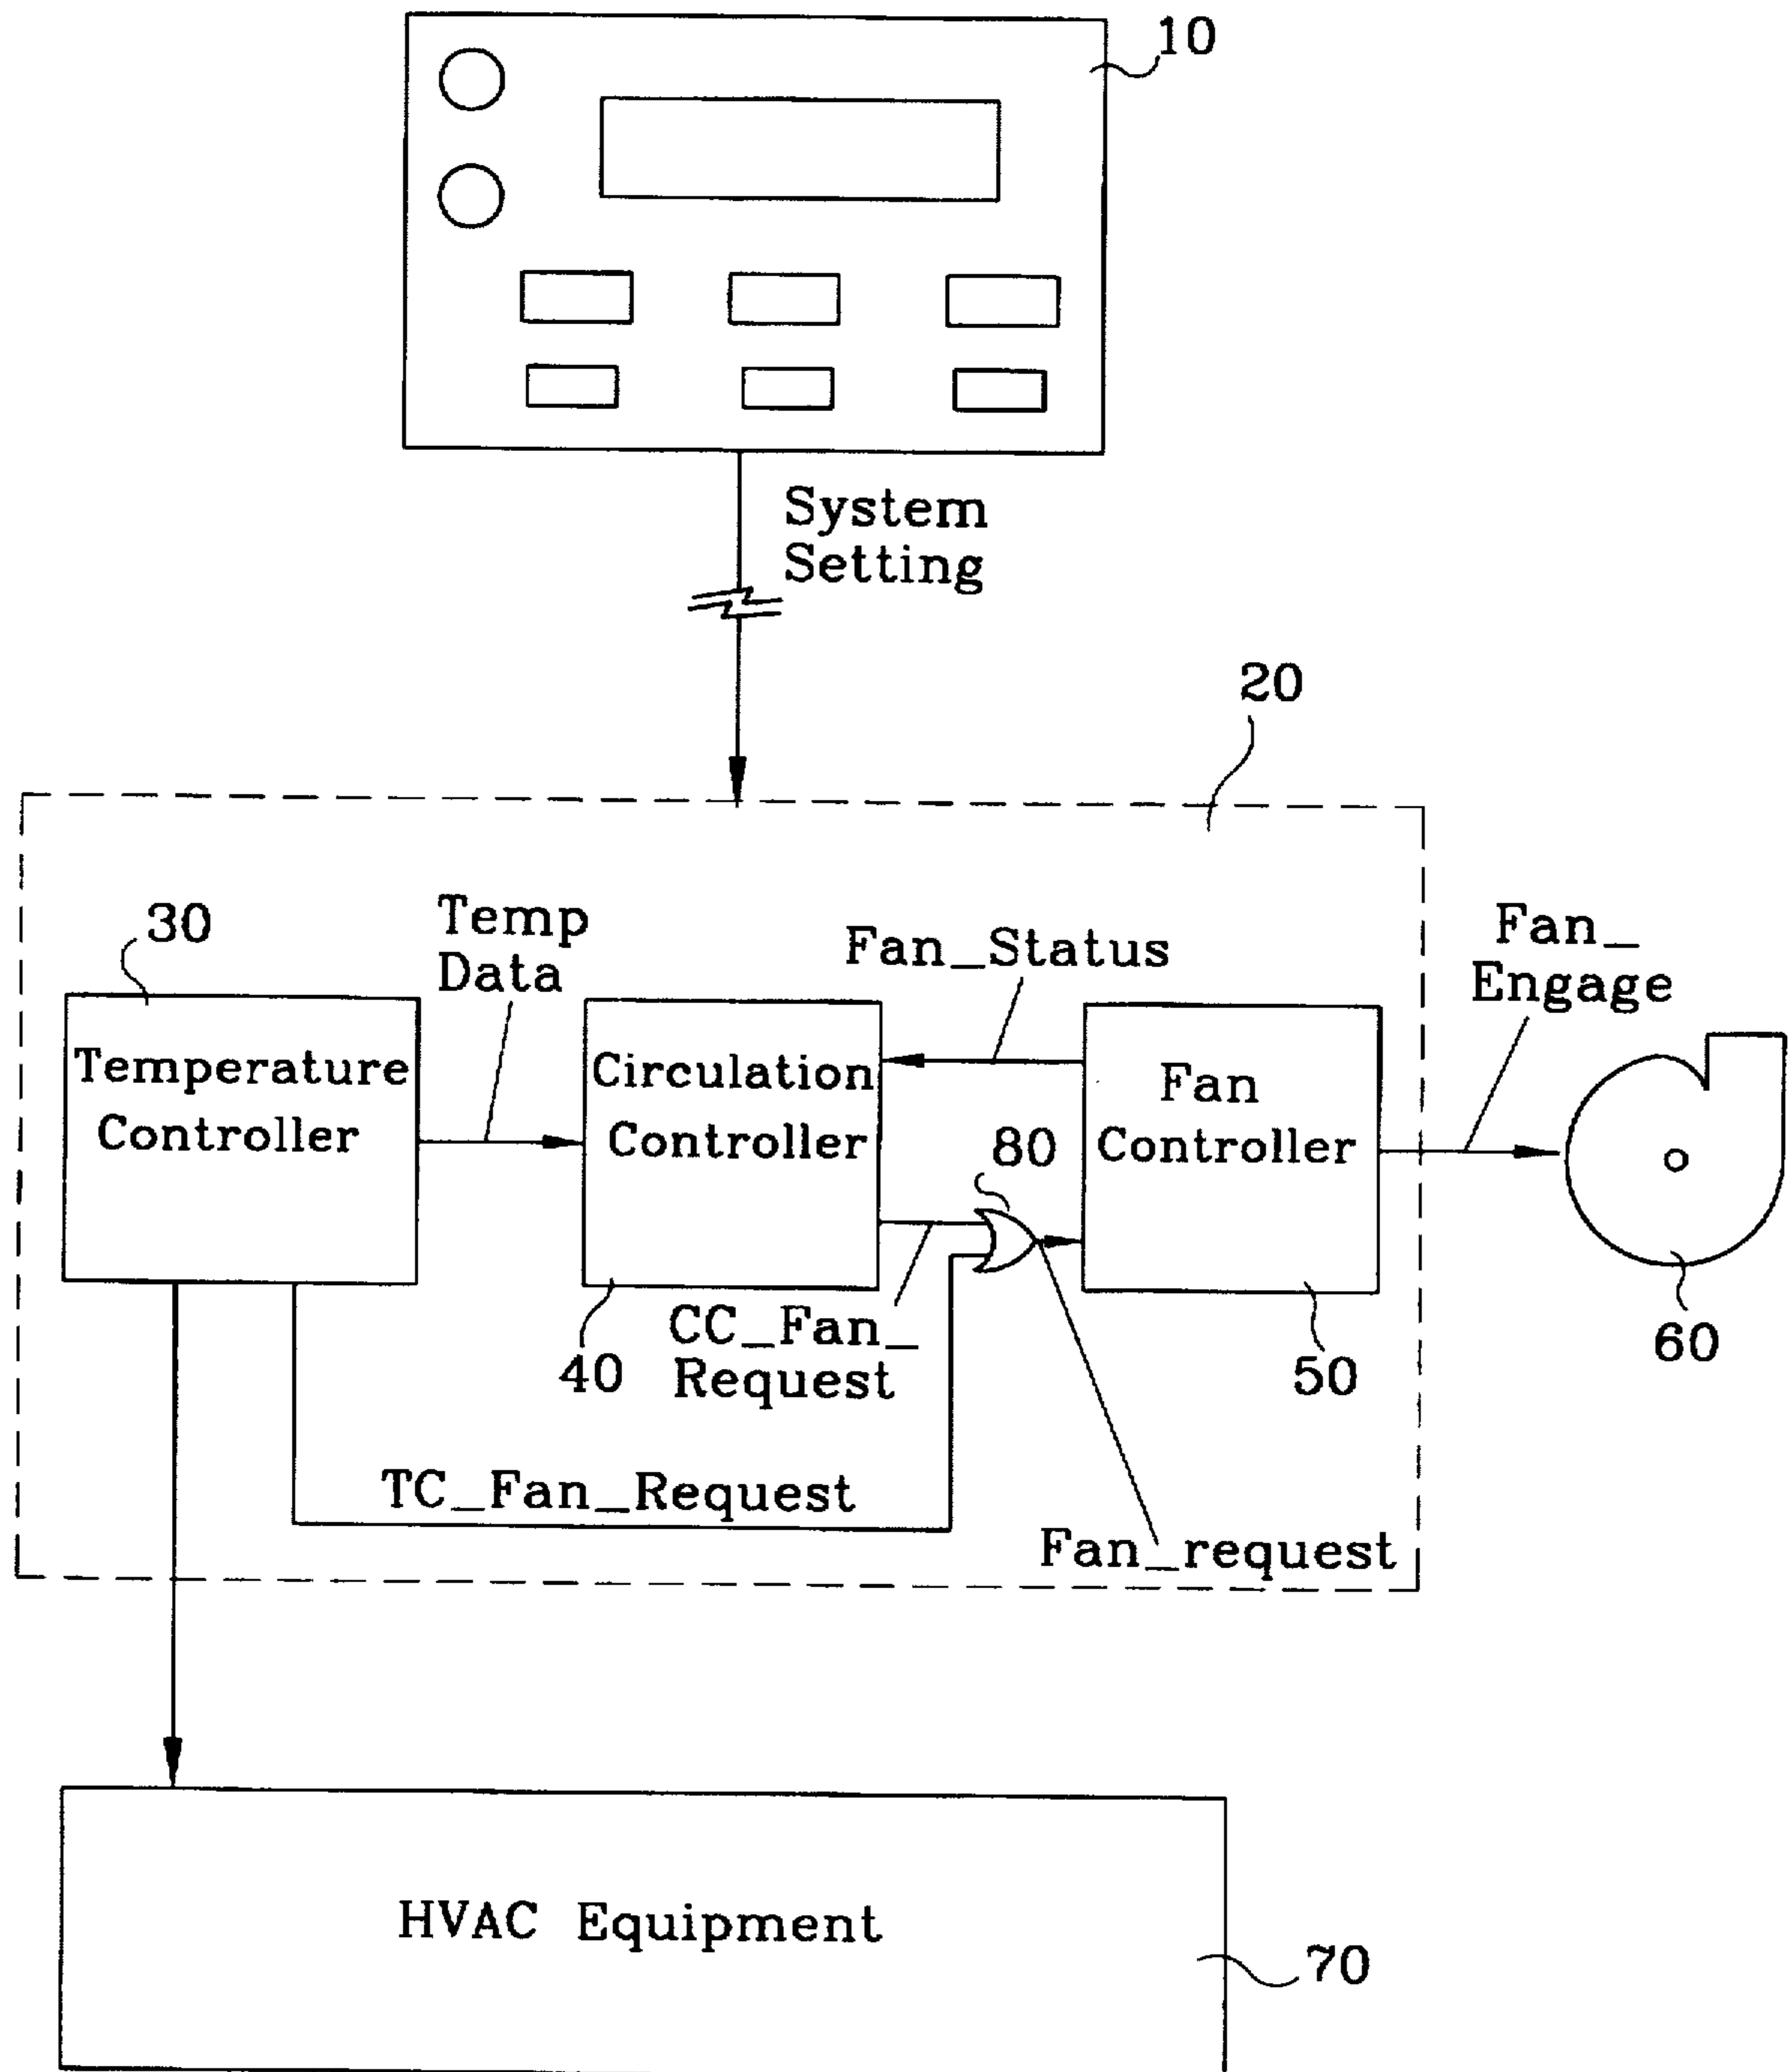 10
System
Setting
20
30
Temp
Data
Fan_Status
Fan_
Engage
Temperature
Controller
Circulation
Controller
Fan
Controller
80
CC_Fan_
Request
40
50
60
TC_Fan_Request
Fan_request
HVAC Equipment
70